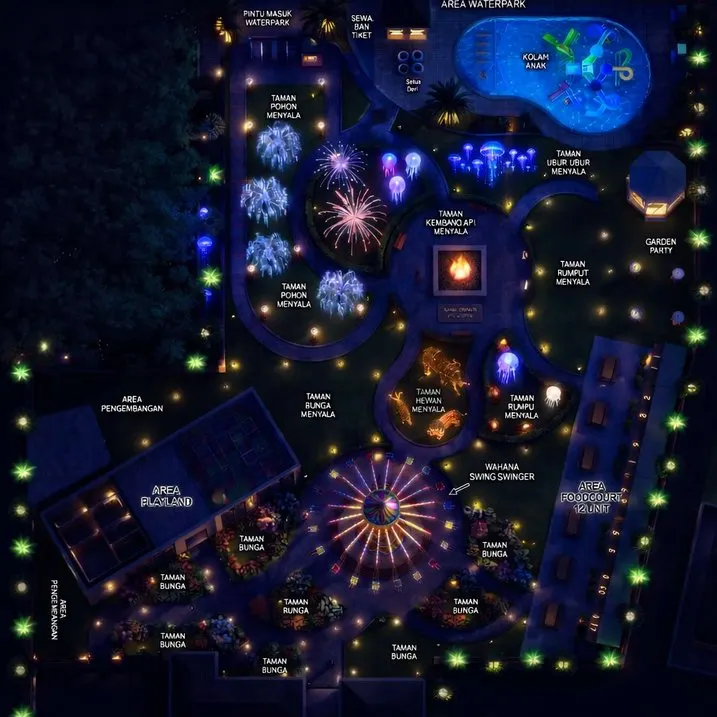 AREA WATERPARK
PINTU MASUK
WATERPARK
SEWA
BAN
TIKET
KOLAM
ANAK
TAMAN
POHON
MENYALA
TAMAN
UBUR UBUR
MENYALA
TAMAN
KEMBANG API
MENYALA
GARDEN
PARTY
TAMAN
RUMPUT
MENYALA
TAMAN
POHON
MENYALA
TAMAN
HEWAN
MENYALA
TAMAN
RUMPU
MENYALA
TAMAN
BUNGA
MENYALA
AREA
PENGEMBANGAN
WAHANA
SWING SWINGER
AREA
PLAYLAND
AREA
FOODCOURT
12 UNIT
TAMAN
BUNGA
TAMAN
BUNGA
TAMAN
BUNGA
TAMAN
RUNGA
TAMAN
BUNGA
AREA
TAMAN
BUNGA
TAMAN
BUNGA
TAMAN
BUNGA